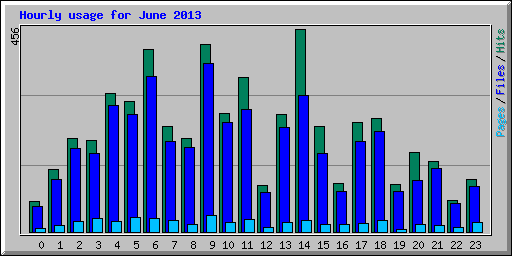 Hourly usage for June 2013
456
Pages / Files / Hits
0 1 2 3 4 5 6 7 8 9 10 11 12 13 14 15 16 17 18 19 20 21 22 23